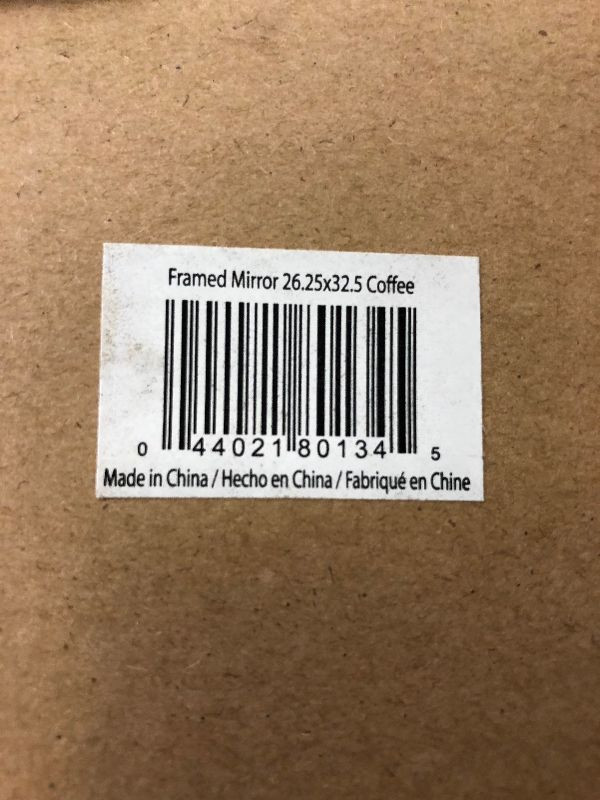 Framed Mirror 26.25x32.5 Coffee
0 44021 80134 5
Made in China / Hecho en China / Fabriqué en Chine